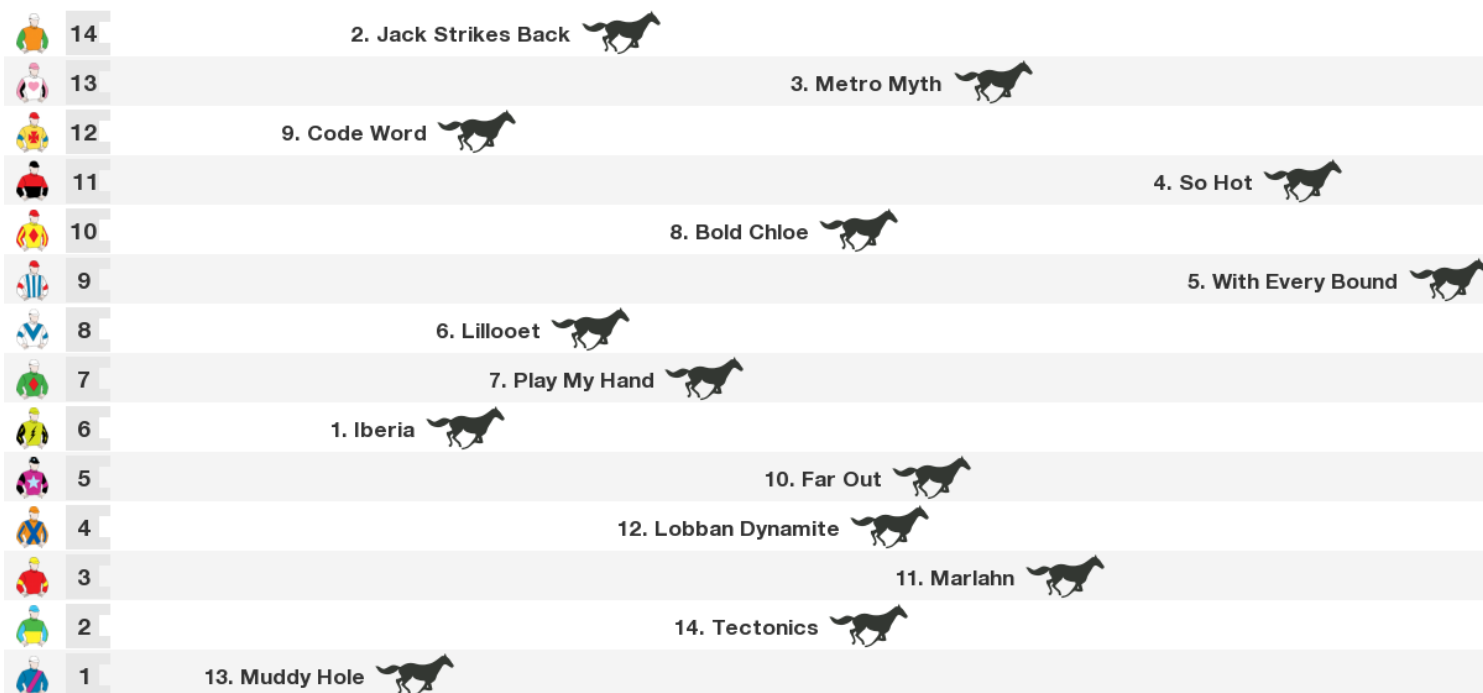 14 2. Jack Strikes Back
13 3. Metro Myth
12 9. Code Word
11 4. So Hot
10 8. Bold Chloe
9 5. With Every Bound
8 6. Lillooet
7 7. Play My Hand
6 1. Iberia
5 10. Far Out
4 12. Lobban Dynamite
3 11. Marlahn
2 14. Tectonics
1 13. Muddy Hole